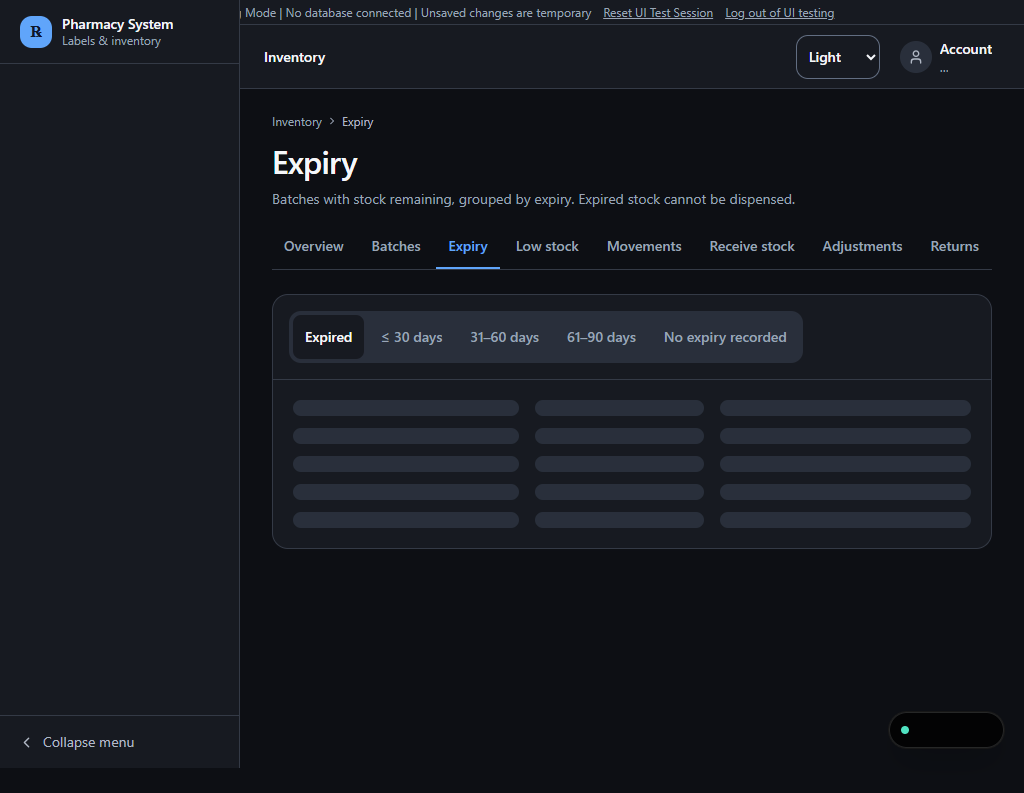 ℞
Pharmacy System
Labels & inventory
Mode | No database connected | Unsaved changes are temporary Reset UI Test Session Log out of UI testing
Inventory
Light
Account
...
Inventory > Expiry
Expiry
Batches with stock remaining, grouped by expiry. Expired stock cannot be dispensed.
Overview Batches Expiry Low stock Movements Receive stock Adjustments Returns
Expired ≤ 30 days 31–60 days 61–90 days No expiry recorded
Collapse menu